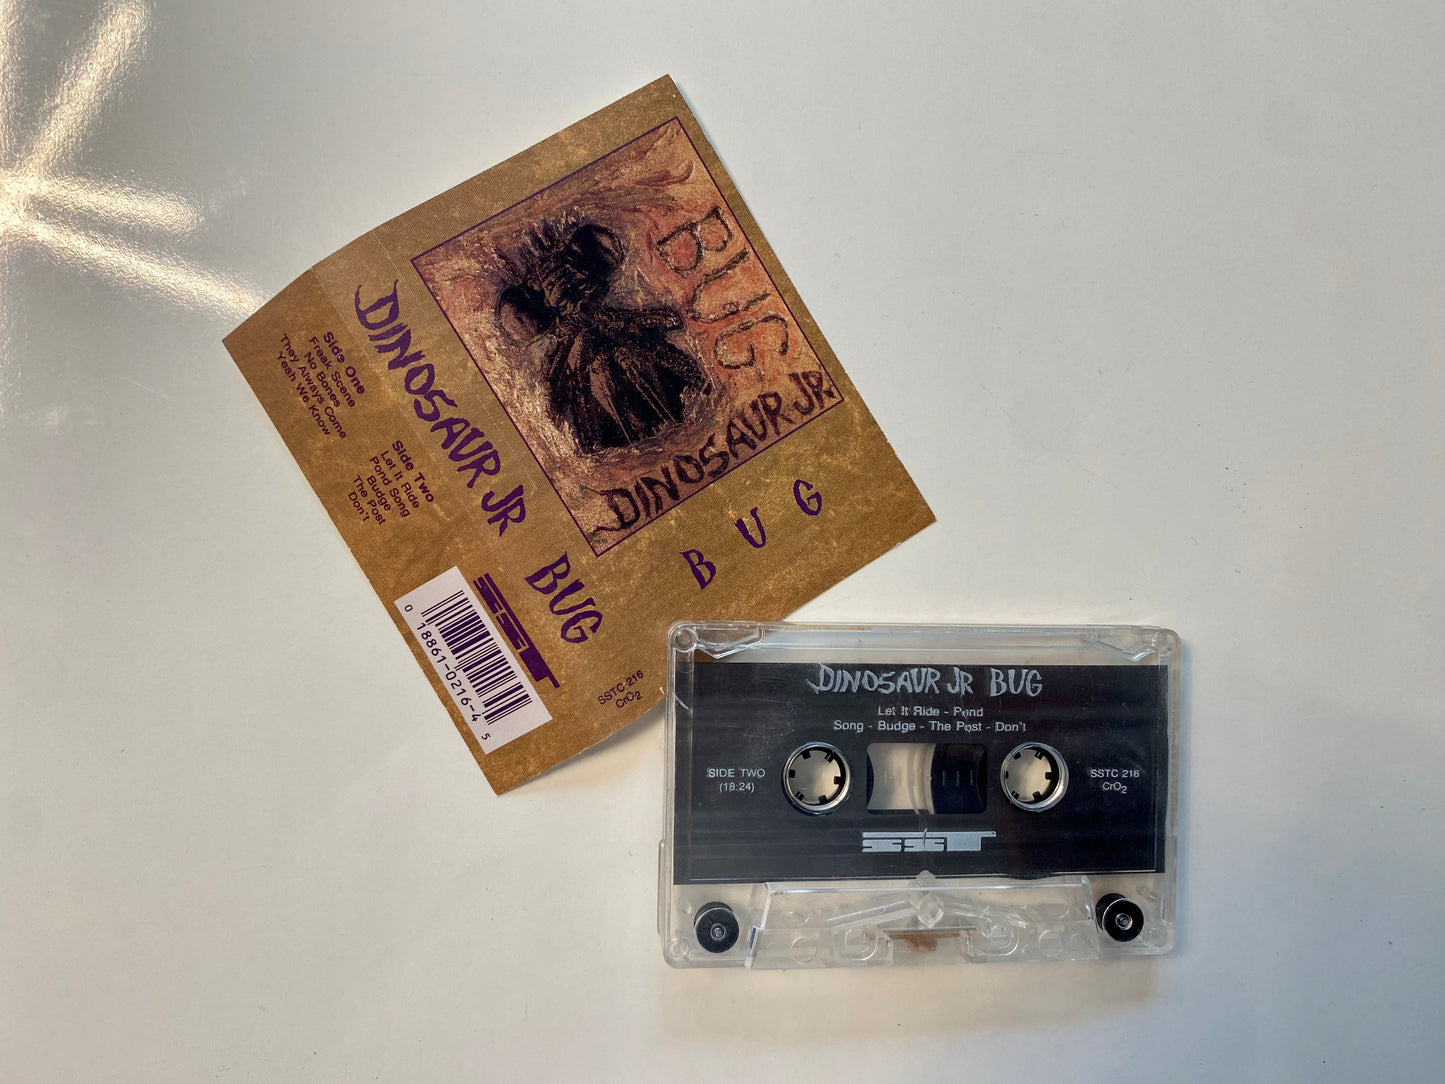 Side One
Freak Scene
No Bones
They Always Come
Yeah We Know
Side Two
Let It Ride
Pond Song
Budge
The Post
Don't
0 18861-0216-4 5
SST
DINOSAUR JR BUG
SSTC 216
CrO2
BUG
DINOSAUR JR.
BUG
DINOSAUR JR BUG
Let It Ride - Pond
Song - Budge - The Post - Don't
SIDE TWO
(18:24)
SSTC 216
CrO2
SST